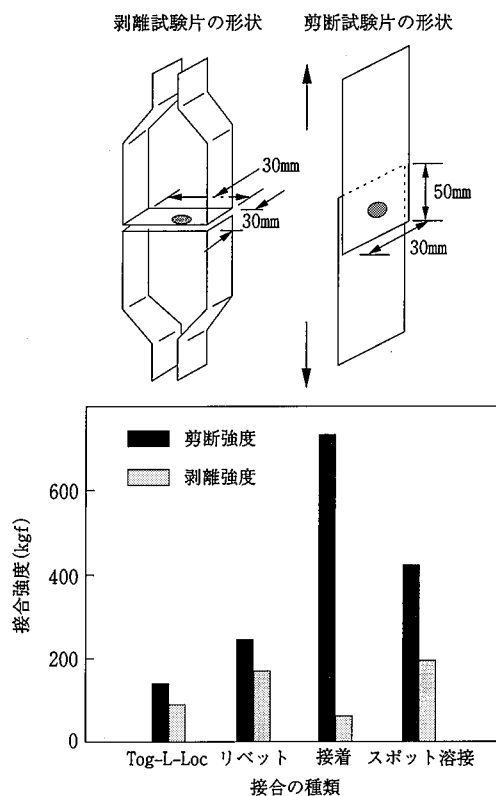 剥離試験片の形状
剪断試験片の形状
30mm
30mm
50mm
30mm
剪断強度
剥離強度
接合強度(kgf)
600
400
200
0
Tog-L-Loc リベット 接着 スポット溶接
接合の種類